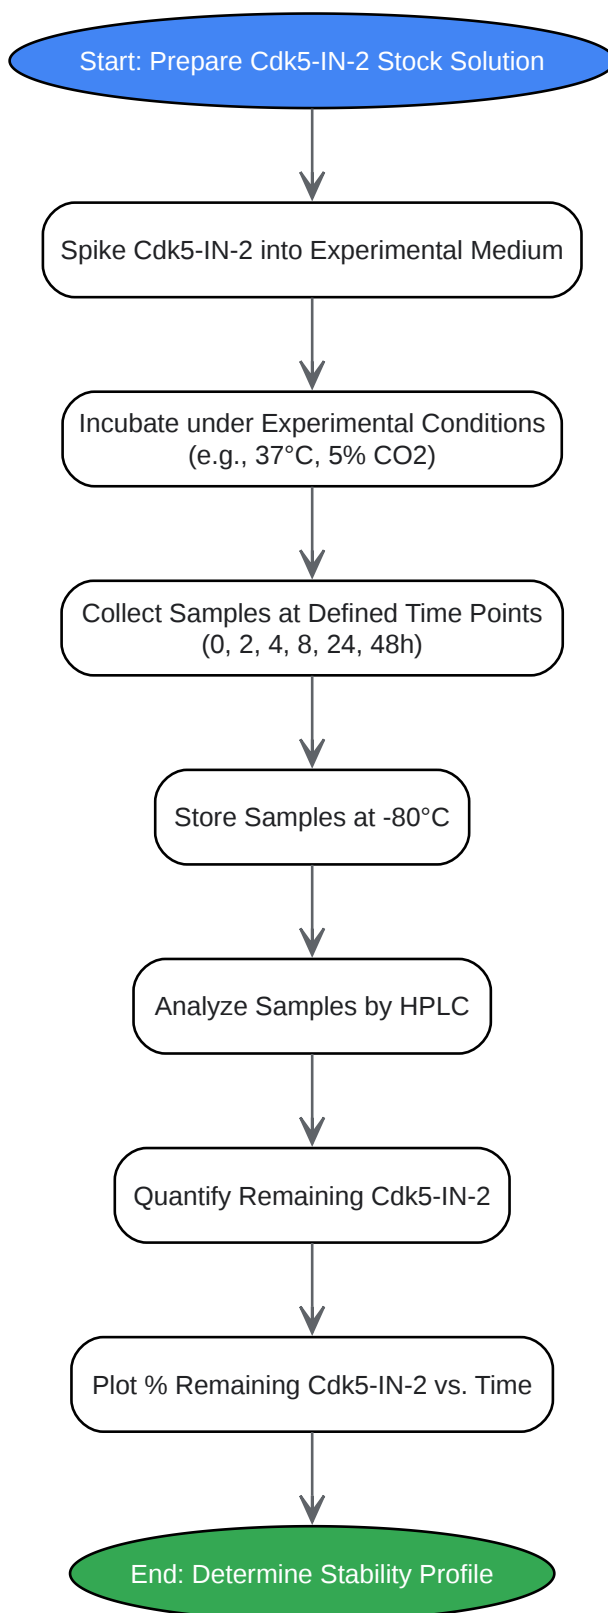 Start: Prepare Cdk5-IN-2 Stock Solution
Spike Cdk5-IN-2 into Experimental Medium
Incubate under Experimental Conditions
(e.g., 37°C, 5% CO2)
Collect Samples at Defined Time Points
(0, 2, 4, 8, 24, 48h)
Store Samples at -80°C
Analyze Samples by HPLC
Quantify Remaining Cdk5-IN-2
Plot % Remaining Cdk5-IN-2 vs. Time
End: Determine Stability Profile